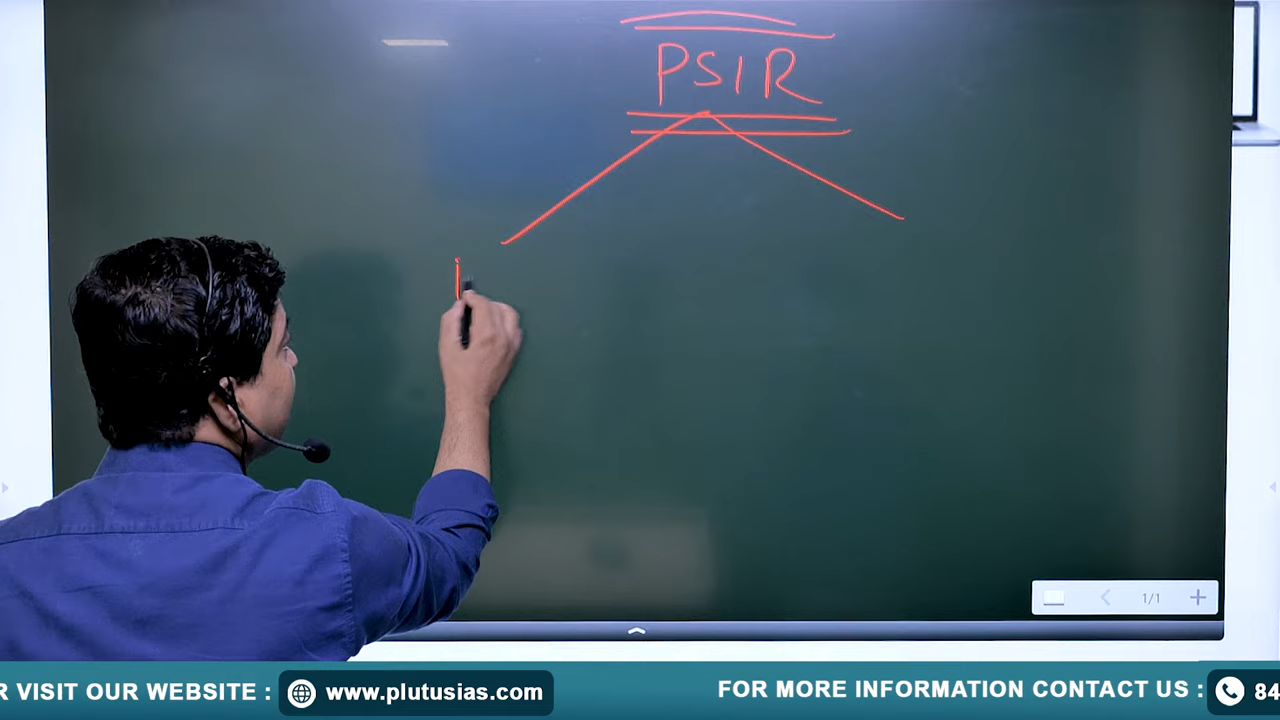 PSIR
1/1
R VISIT OUR WEBSITE : www.plutusias.com FOR MORE INFORMATION CONTACT US : 84